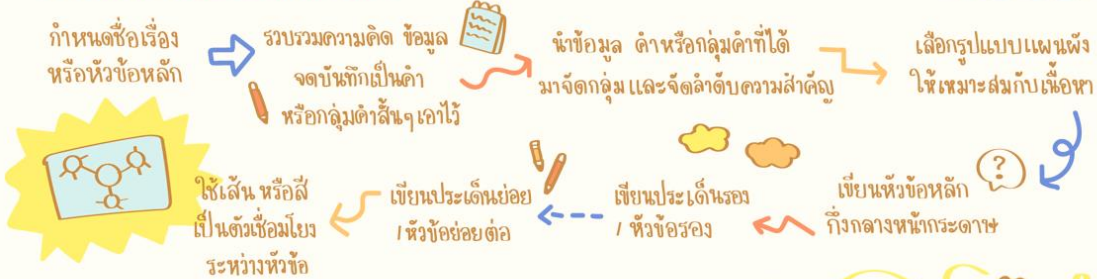 กำหนดชื่อเรื่อง
หรือหัวข้อหลัก
รวบรวมความคิด ข้อมูล
จดบันทึกเป็นคำ
หรือกลุ่มคำสั้นๆ เอาไว้
นำข้อมูล คำหรือกลุ่มคำที่ได้
มาจัดกลุ่ม และจัดลำดับความสำคัญ
เลือกรูปแบบแผนผัง
ให้เหมาะสมกับเนื้อหา
?
เขียนหัวข้อหลัก
กึ่งกลางหน้ากระดาษ
เขียนประเด็นรอง
/ หัวข้อรอง
เขียนประเด็นย่อย
/ หัวข้อย่อยต่อ
ใช้เส้น หรือสี
เป็นตัวเชื่อมโยง
ระหว่างหัวข้อ